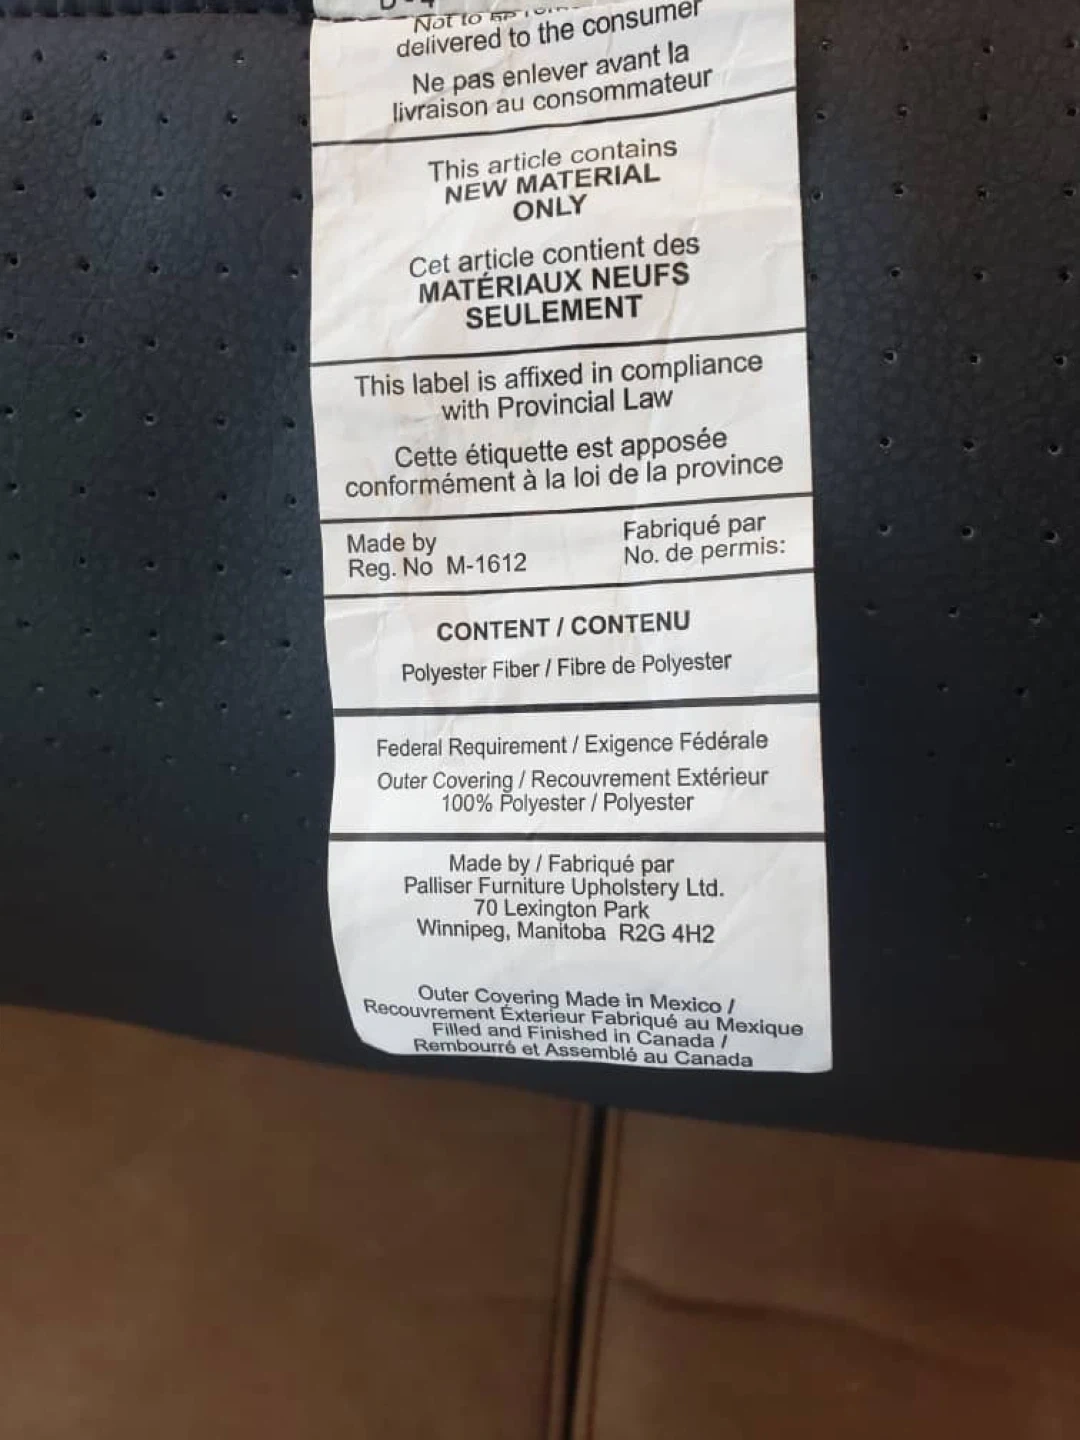 Not to be
delivered to the consumer
Ne pas enlever avant la
livraison au consommateur
This article contains
NEW MATERIAL
ONLY
Cet article contient des
MATÉRIAUX NEUFS
SEULEMENT
This label is affixed in compliance
with Provincial Law
Cette étiquette est apposée
conformément à la loi de la province
Made by
Reg. No M-1612
Fabriqué par
No. de permis:
CONTENT / CONTENU
Polyester Fiber / Fibre de Polyester
Federal Requirement / Exigence Fédérale
Outer Covering / Recouvrement Extérieur
100% Polyester / Polyester
Made by / Fabriqué par
Palliser Furniture Upholstery Ltd.
70 Lexington Park
Winnipeg, Manitoba R2G 4H2
Outer Covering Made in Mexico /
Recouvrement Éxterieur Fabriqué au Mexique
Filled and Finished in Canada /
Rembourré et Assemblé au Canada